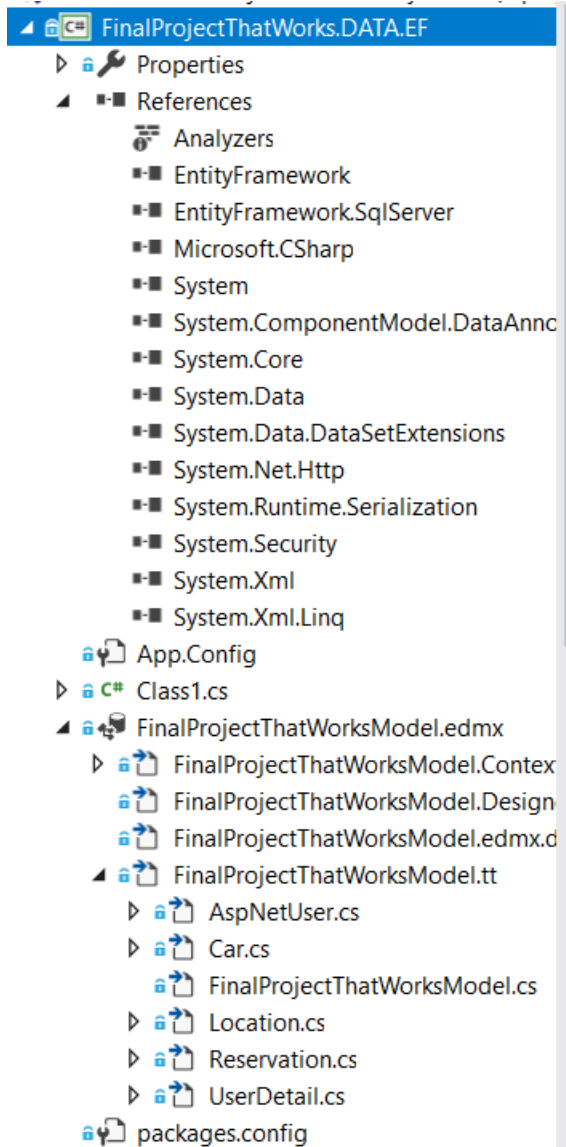 C# FinalProjectThatWorks.DATA.EF
Properties
References
Analyzers
EntityFramework
EntityFramework.SqlServer
Microsoft.CSharp
System
System.ComponentModel.DataAnno
System.Core
System.Data
System.Data.DataSetExtensions
System.Net.Http
System.Runtime.Serialization
System.Security
System.Xml
System.Xml.Linq
App.Config
C# Class1.cs
FinalProjectThatWorksModel.edmx
FinalProjectThatWorksModel.Contex
FinalProjectThatWorksModel.Design
FinalProjectThatWorksModel.edmx.d
FinalProjectThatWorksModel.tt
AspNetUser.cs
Car.cs
FinalProjectThatWorksModel.cs
Location.cs
Reservation.cs
UserDetail.cs
packages.config